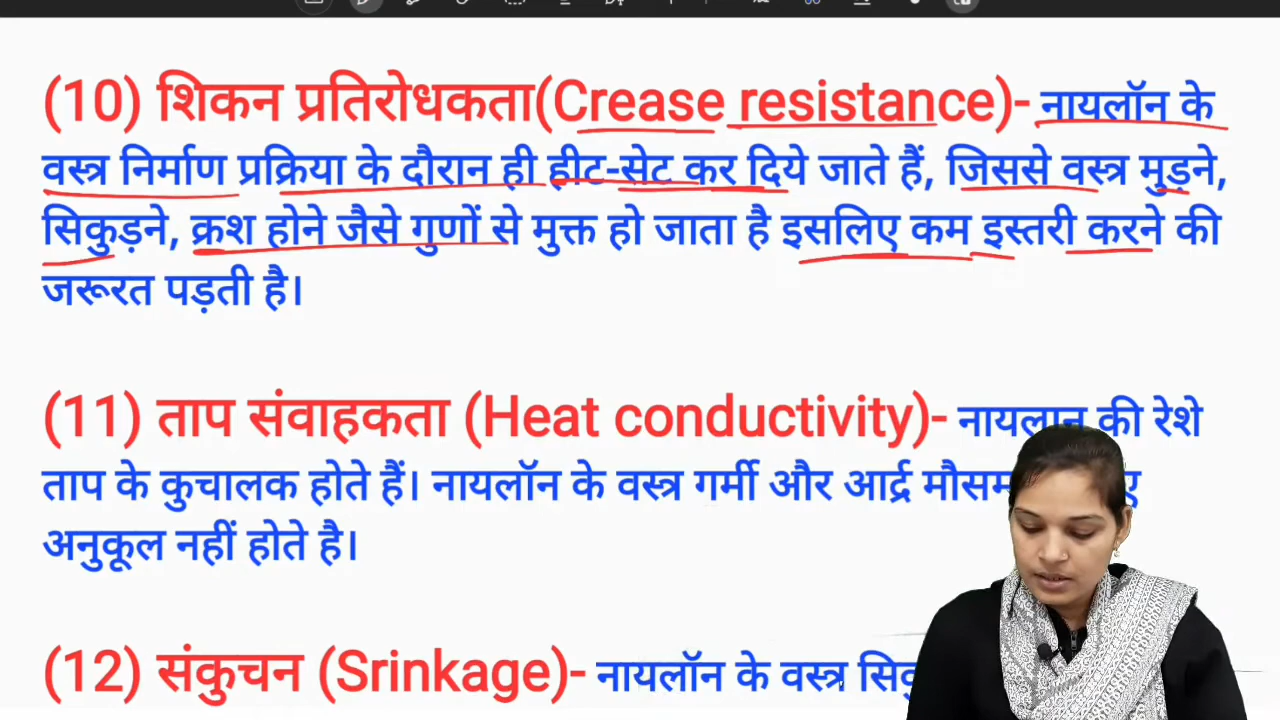 (10) शिकन प्रतिरोधकता(Crease resistance)- नायलॉन के
वस्त्र निर्माण प्रक्रिया के दौरान ही हीट-सेट कर दिये जाते हैं, जिससे वस्त्र मुड़ने,
सिकुड़ने, क्रश होने जैसे गुणों से मुक्त हो जाता है इसलिए कम इस्तरी करने की
जरूरत पड़ती है।
(11) ताप संवाहकता (Heat conductivity)- नायलान की रेशे
ताप के कुचालक होते हैं। नायलॉन के वस्त्र गर्मी और आर्द्र मौसम
अनुकूल नहीं होते है।
(12) संकुचन (Srinkage)- नायलॉन के वस्त्र